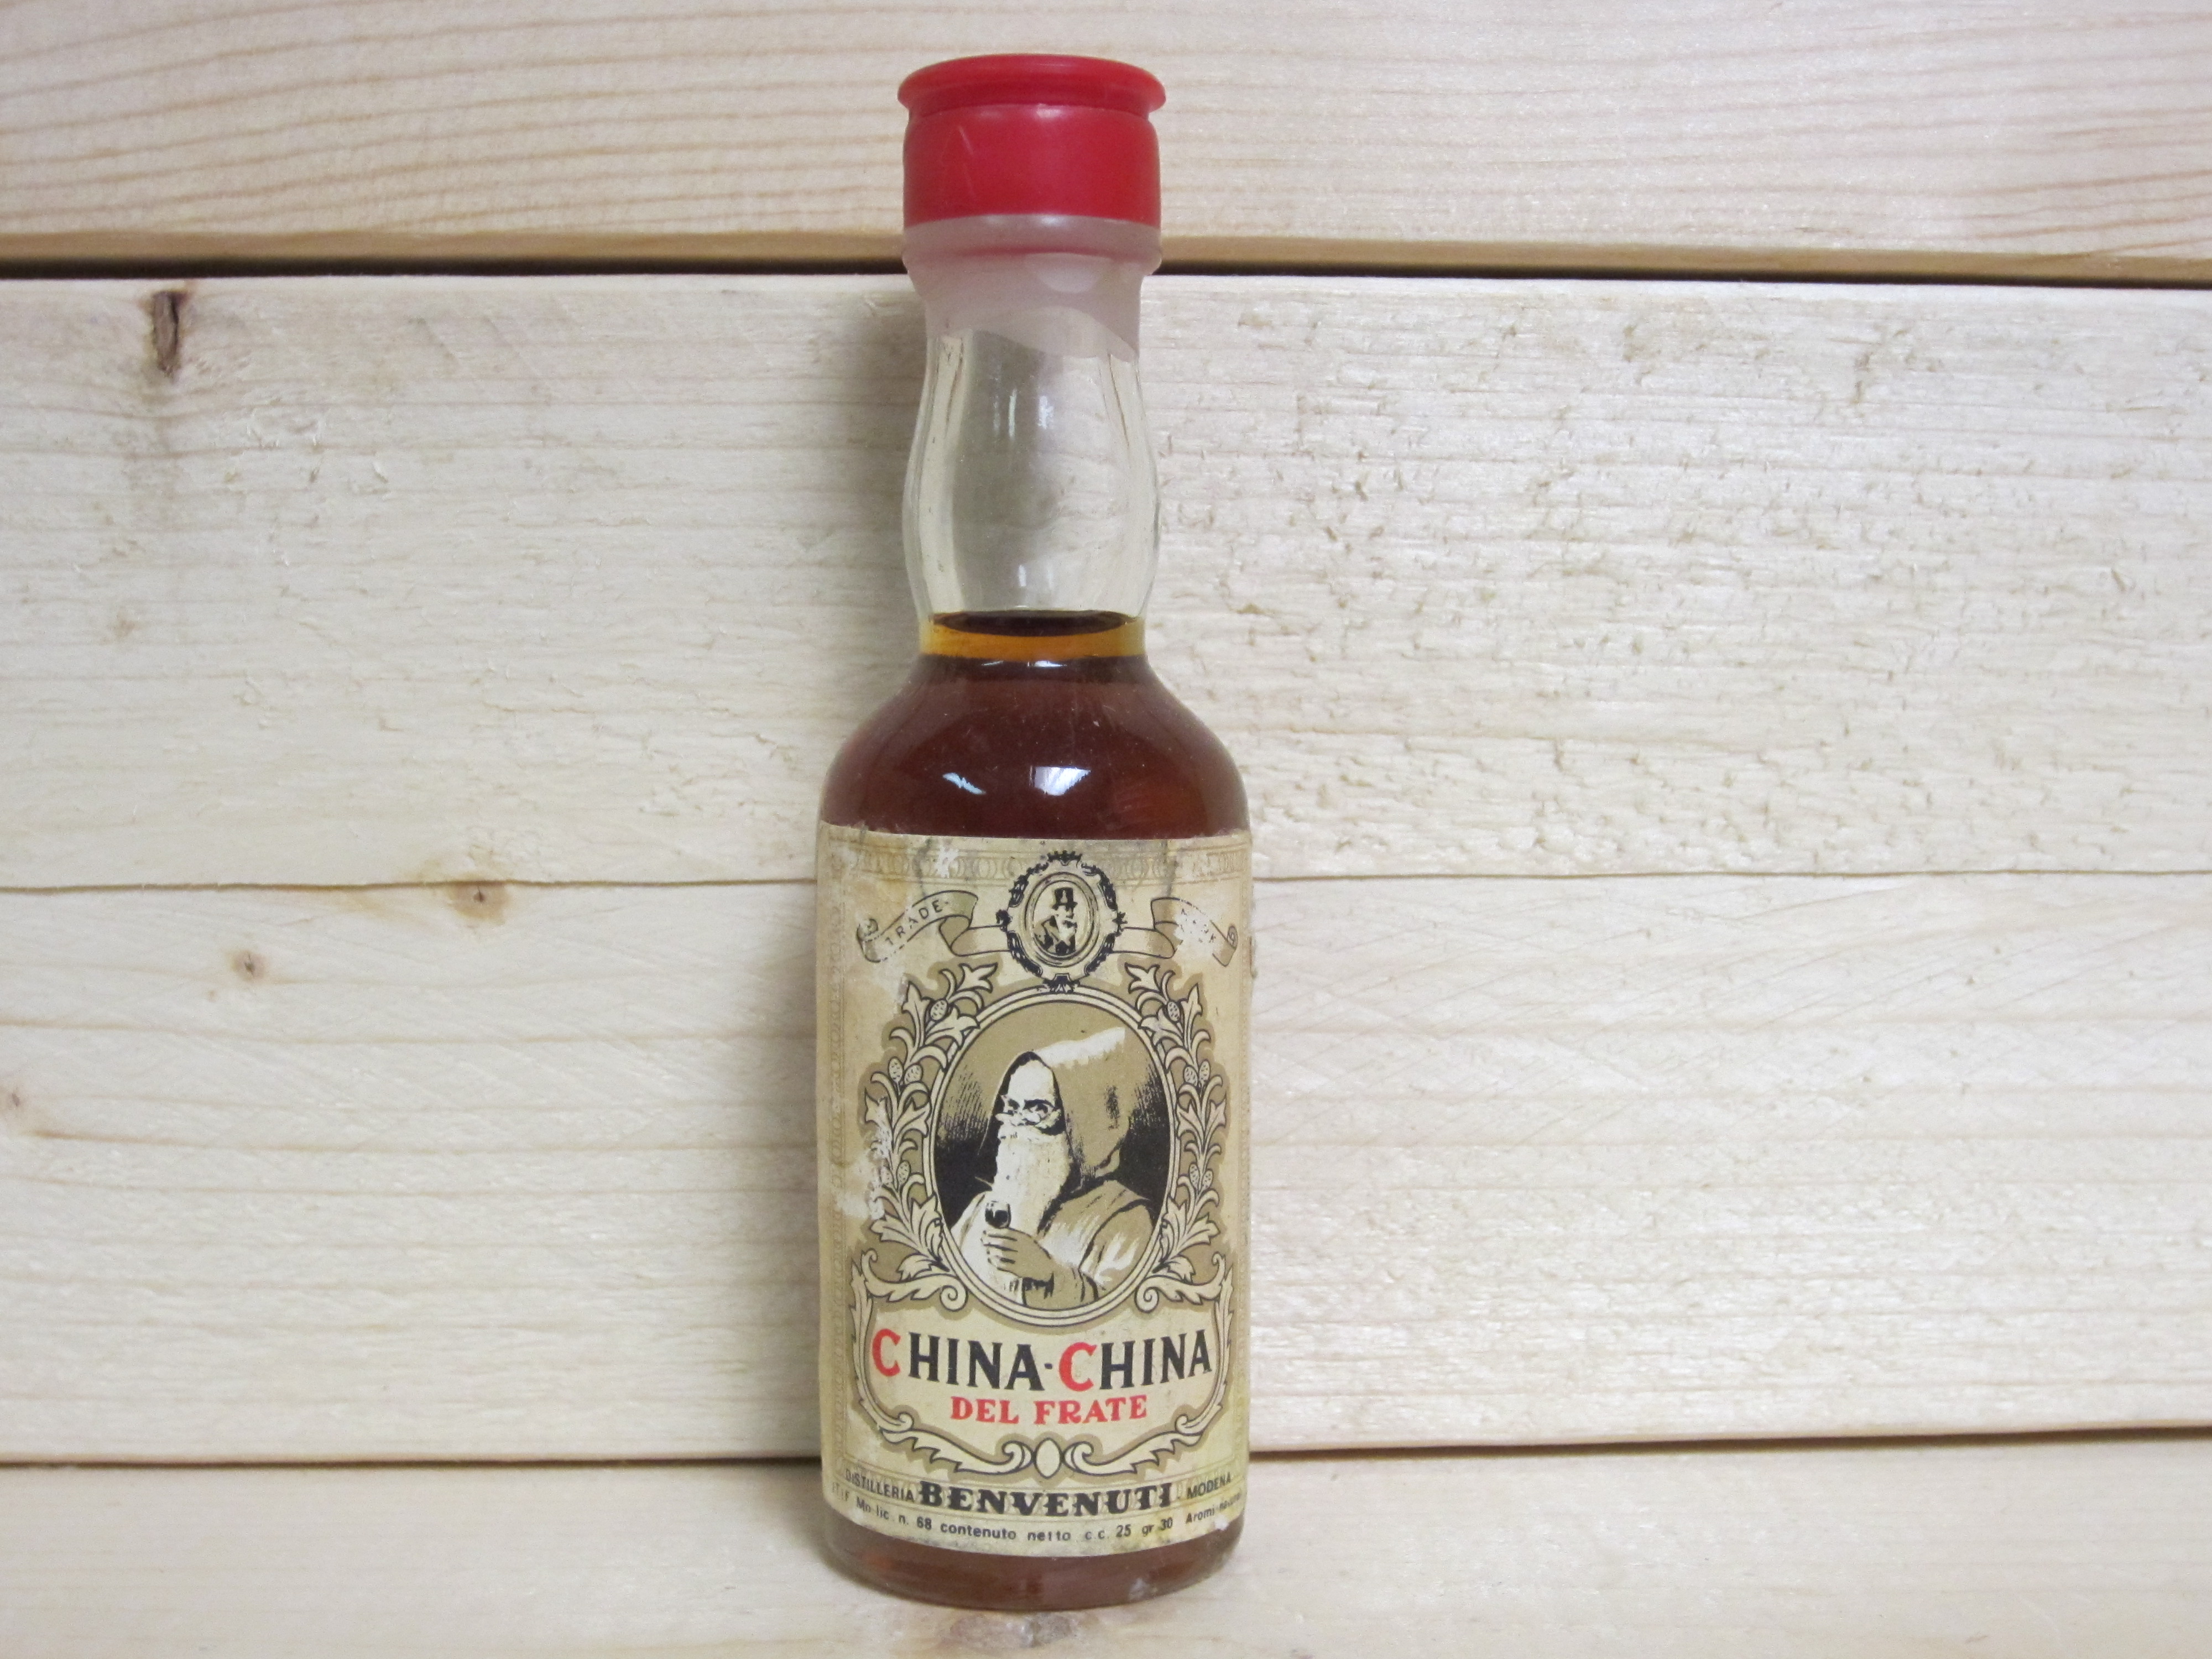 TRADE
CHINA-CHINA
DEL FRATE
DISTILLERIA BENVENUTI - MODENA
Mo lic. n. 68 contenuto netto c.c. 25 gr 30